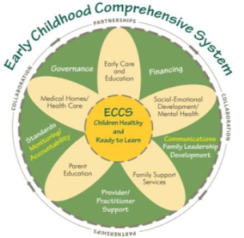 Early Childhood Comprehensive System
PARTNERSHIPS
COLLABORATION
COLLABORATION
Governance
Early Care
and
Education
Financing
Medical Homes/
Health Care
Social-Emotional
Development/
Mental Health
ECCS
Children Healthy
and
Ready to Learn
Standards
Monitoring/
Accountability
Communications
Family Leadership
Development
Parent
Education
Family Support
Services
Provider/
Practitioner
Support
PARTNERSHIPS